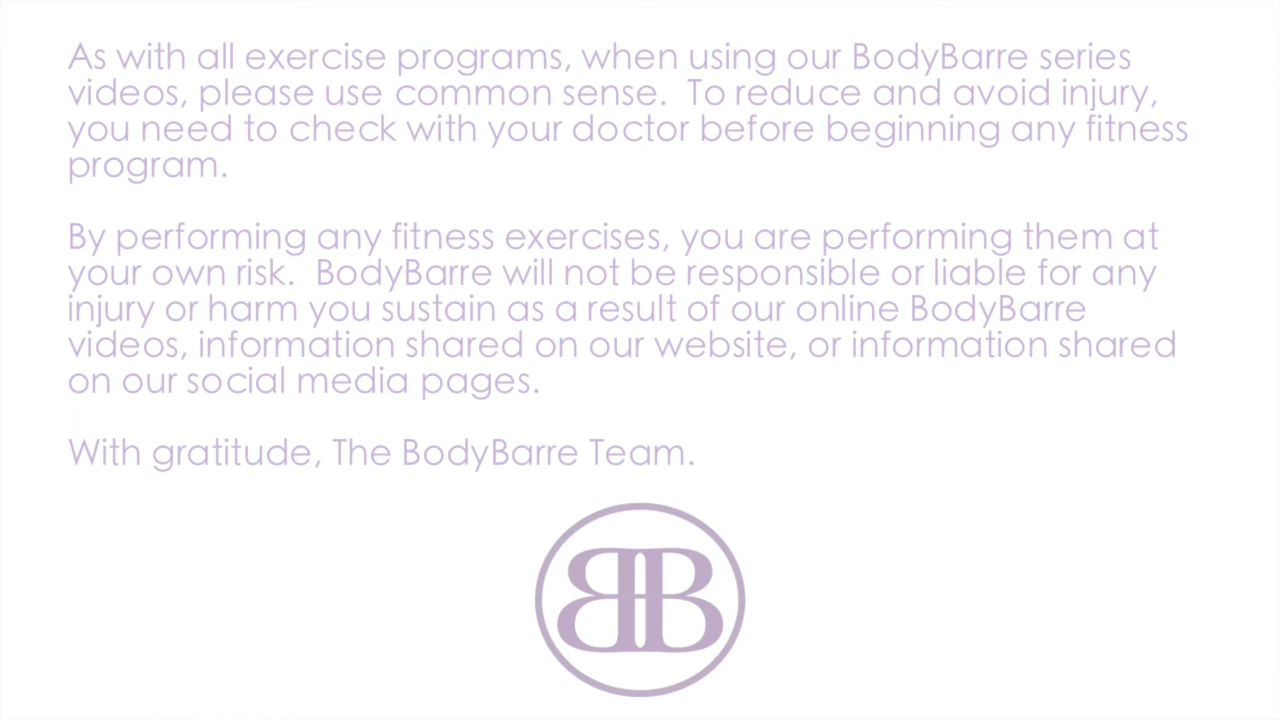 As with all exercise programs, when using our BodyBarre series
videos, please use common sense.  To reduce and avoid injury,
you need to check with your doctor before beginning any fitness
program.
By performing any fitness exercises, you are performing them at
your own risk.  BodyBarre will not be responsible or liable for any
injury or harm you sustain as a result of our online BodyBarre
videos, information shared on our website, or information shared
on our social media pages.
With gratitude, The BodyBarre Team.
BB